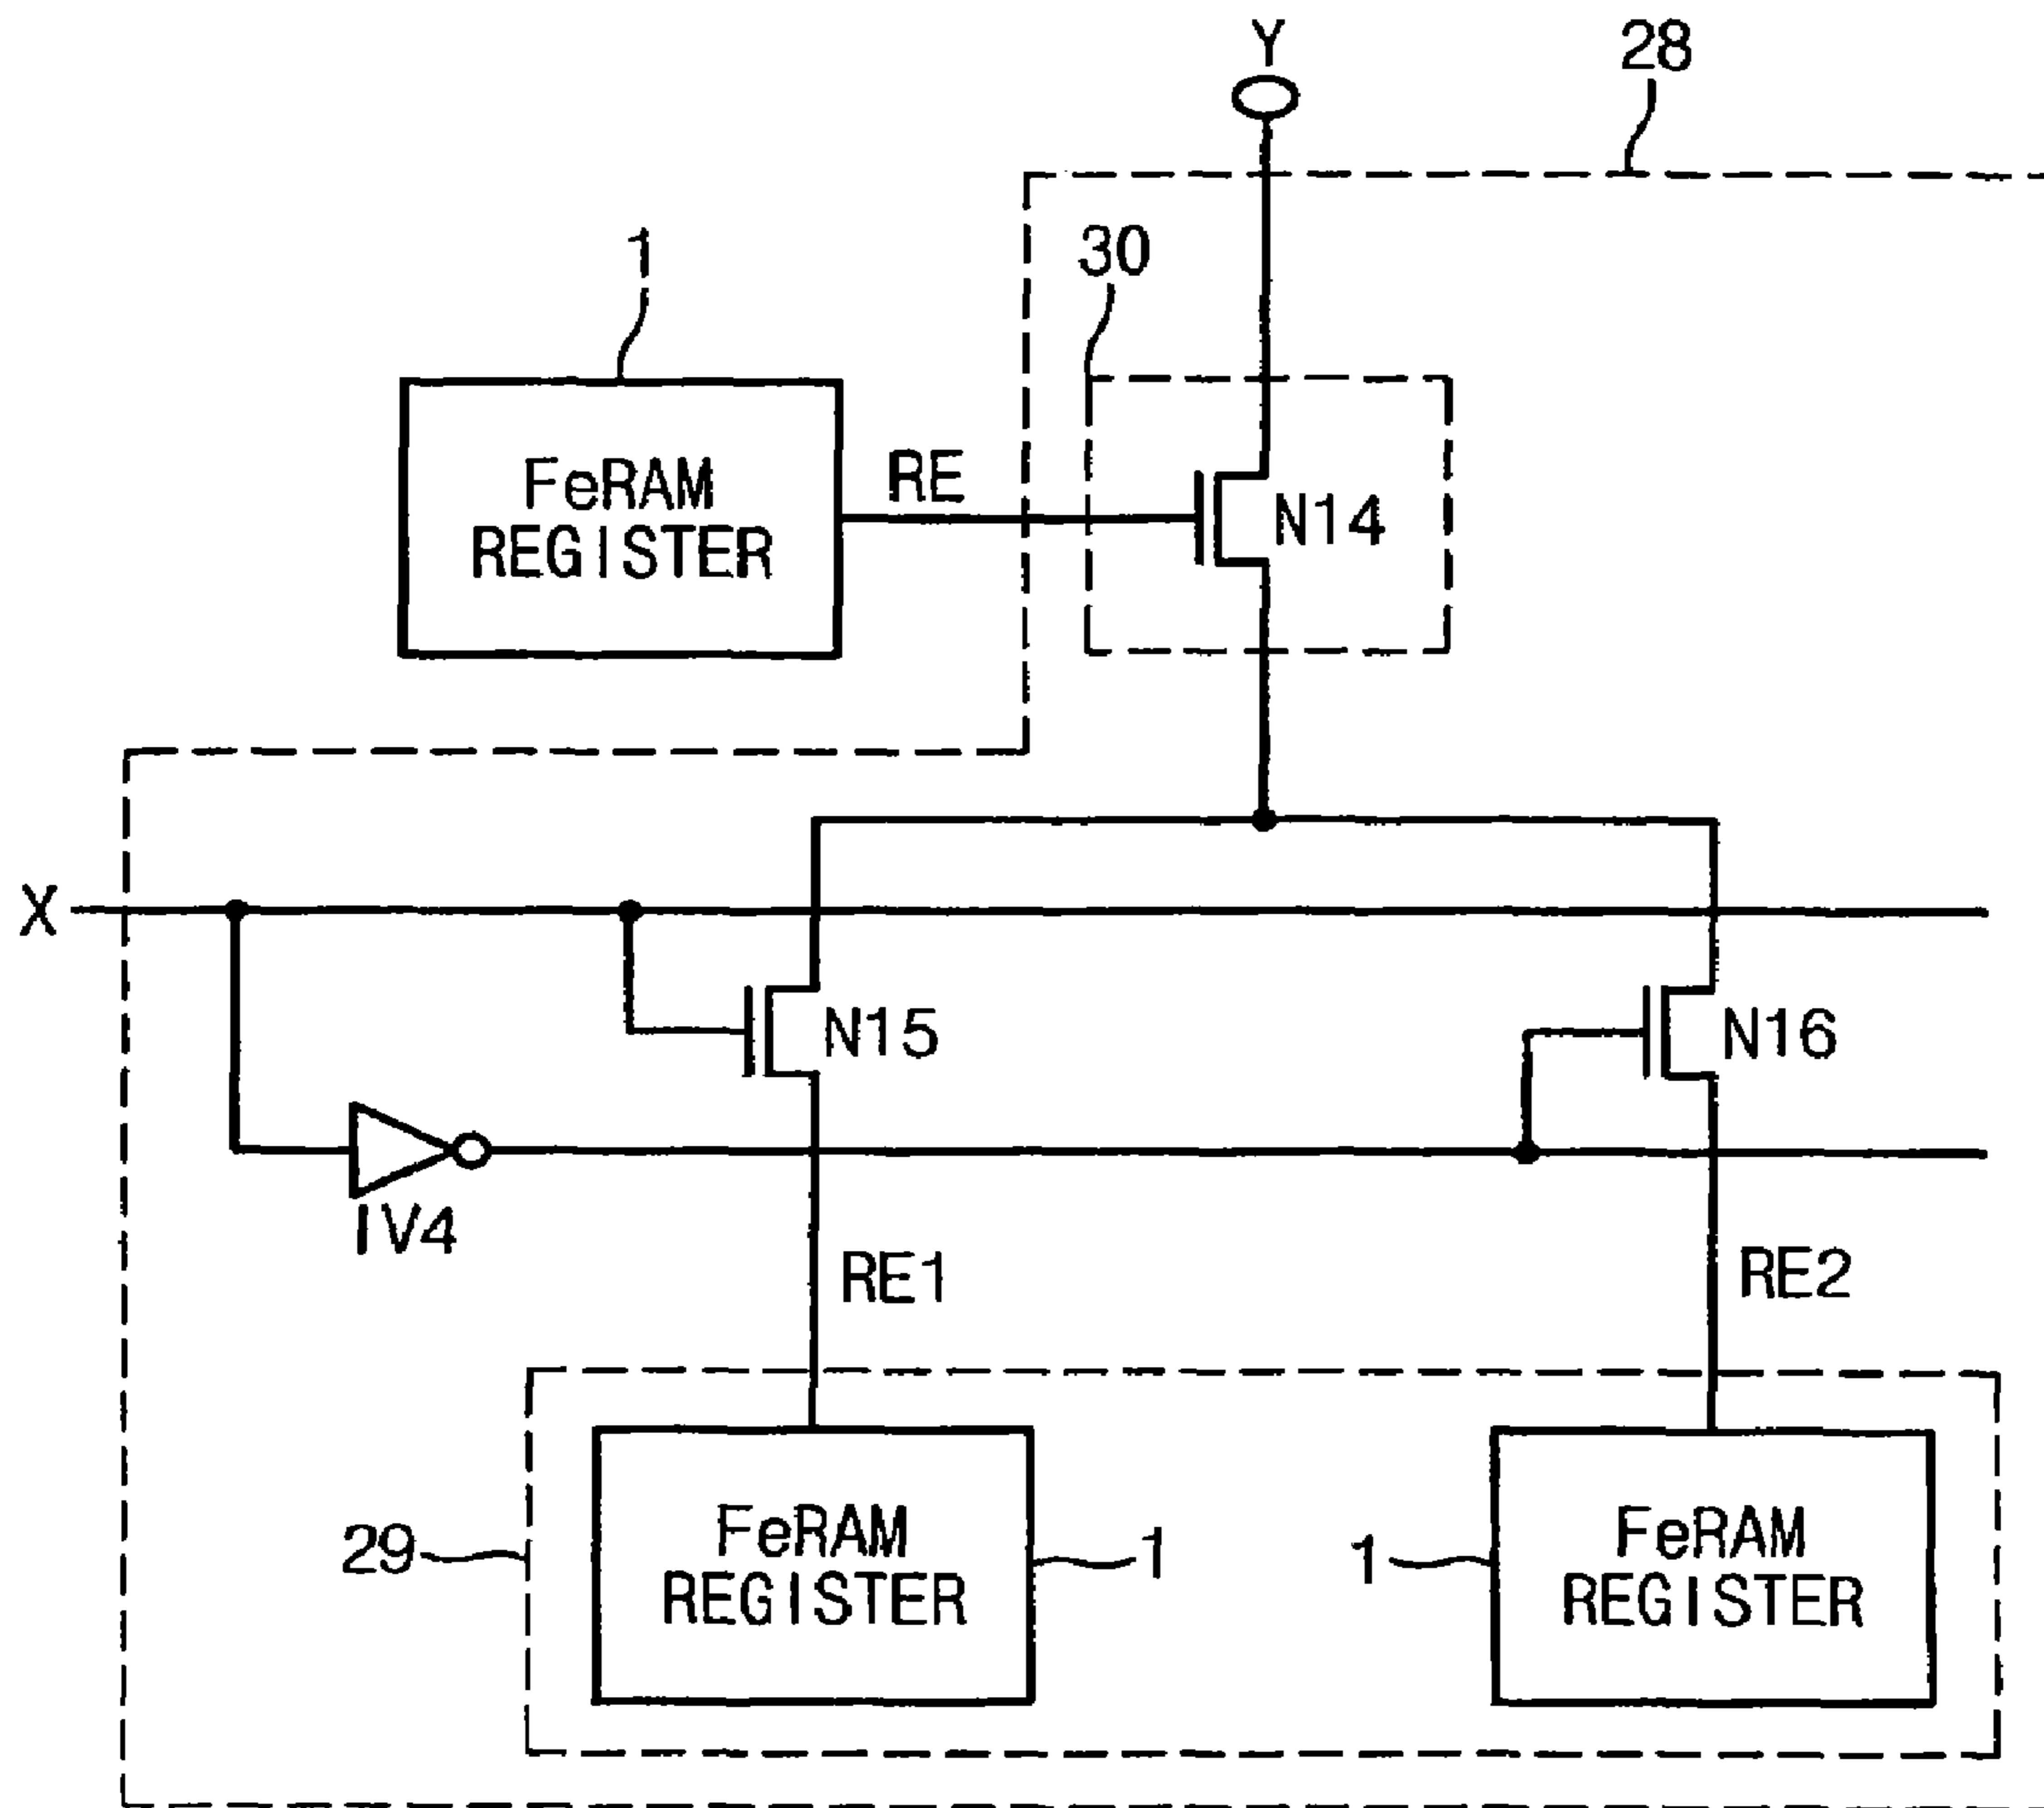 Y
28
30
1
FeRAM
REGISTER
RE
N14
X
N15
N16
IV4
RE1
RE2
FeRAM
REGISTER
FeRAM
REGISTER
29
1
1